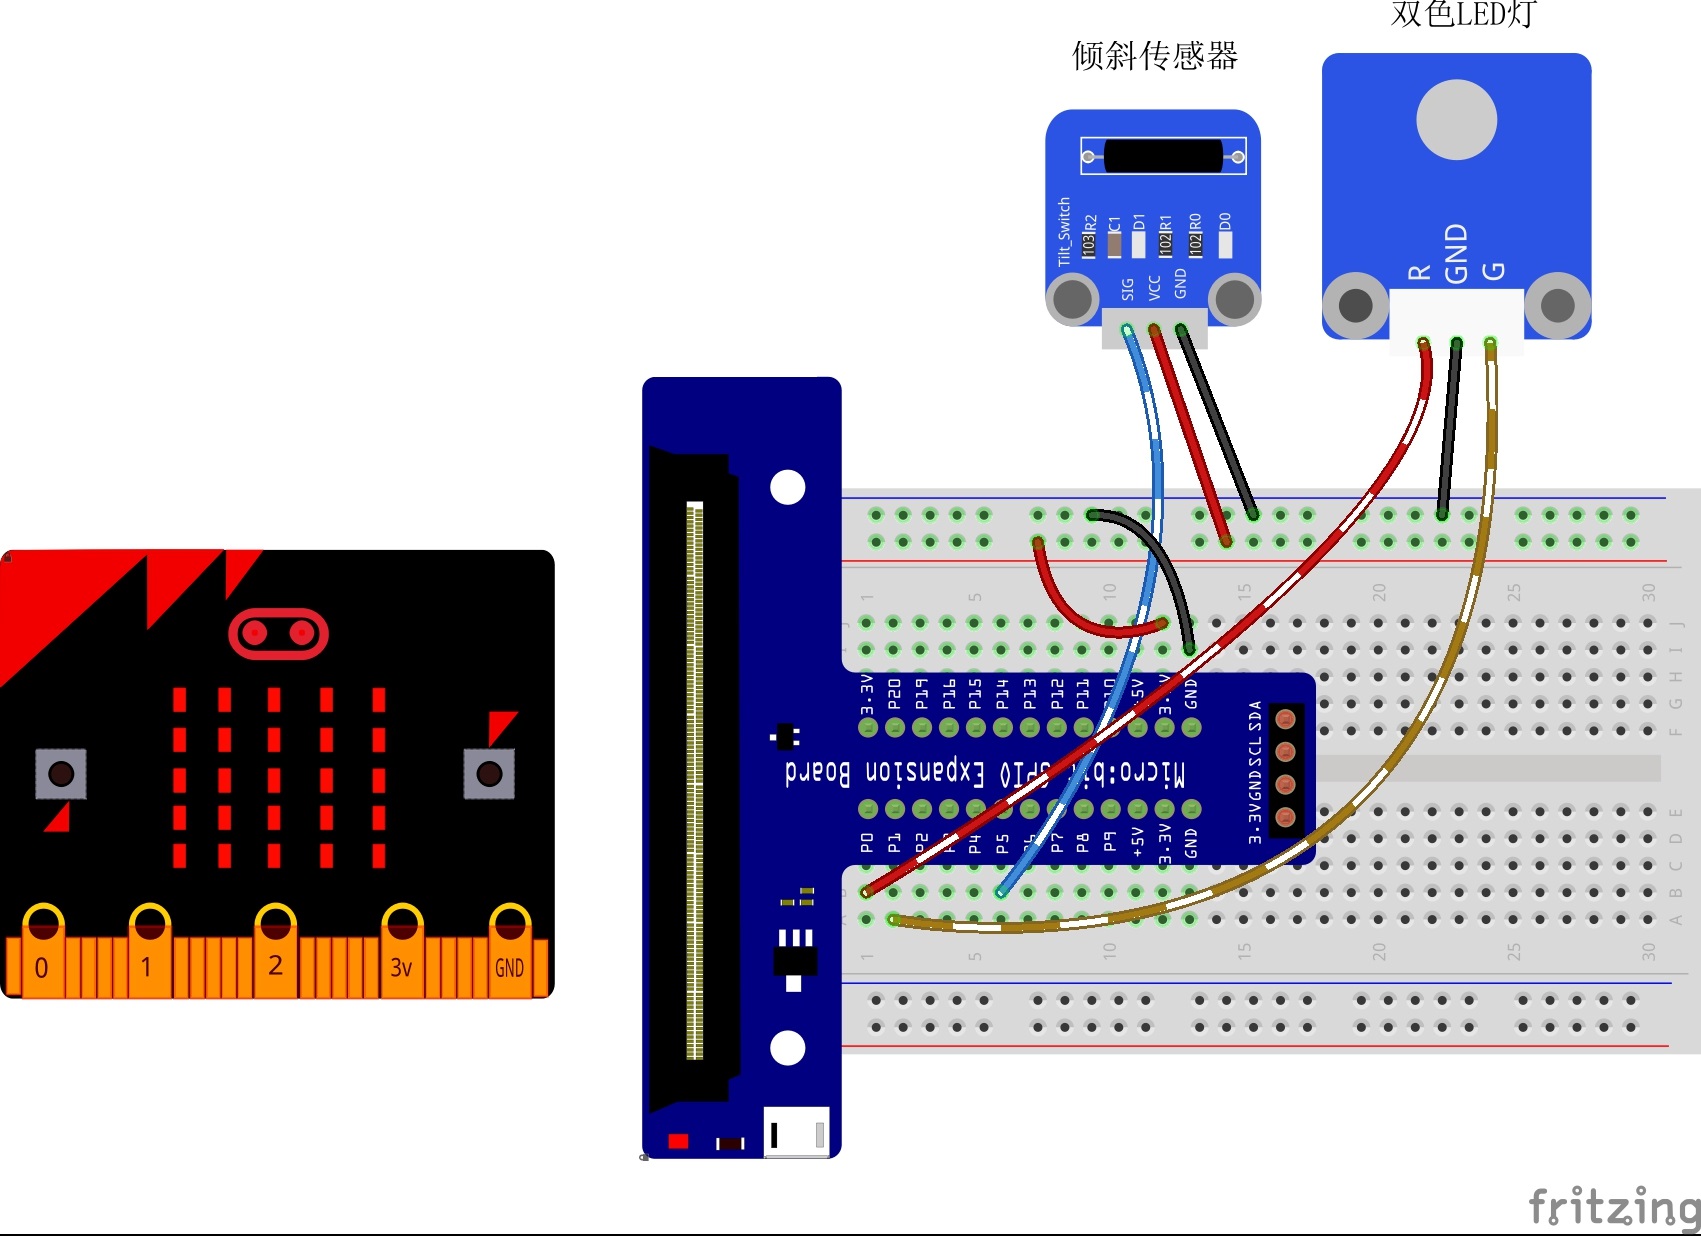 双色LED灯
倾斜传感器
Tilt_Switch
103 R2
C1
D1
102 R1
102 R0
D0
SIG
VCC
GND
R
GND
G
1
5
10
15
20
25
30
J
I
H
G
F
3.3V
P20
P19
P16
P15
P14
P13
P12
P11
P10
+5V
3.3V
GND
Micro:bit GPIO Expansion Board
P0
P1
P2
P3
P4
P5
P6
P7
P8
P9
+5V
3.3V
GND
SDA
SCL
GND
3.3V
E
D
C
B
A
1
5
10
15
20
25
30
0
1
2
3v
GND
fritzing